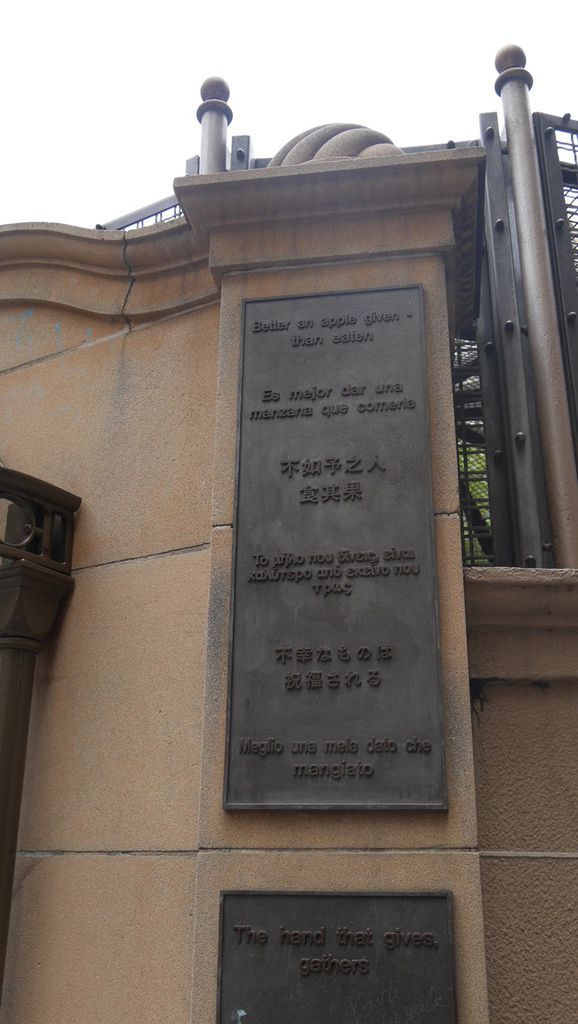 Better an apple given -
than eaten
Es mejor dar una
manzana que comerla
不如予之人
食其果
Το μήλο που δίνεις, είναι
καλύτερο από εκείνο που
τρως
不幸なものは
祝福される
Meglio una mela dato che
mangiato
The hand that gives,
gathers